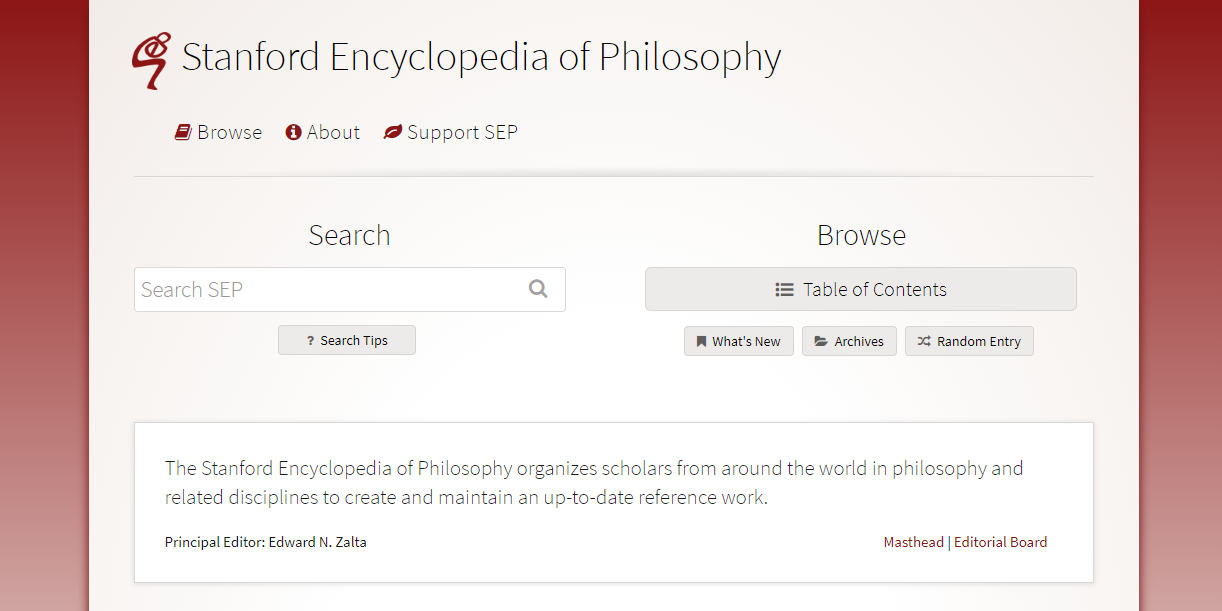 Stanford Encyclopedia of Philosophy
Browse About Support SEP
Search
Search SEP
? Search Tips
Browse
Table of Contents
What's New Archives Random Entry
The Stanford Encyclopedia of Philosophy organizes scholars from around the world in philosophy and
related disciplines to create and maintain an up-to-date reference work.
Principal Editor: Edward N. Zalta
Masthead | Editorial Board